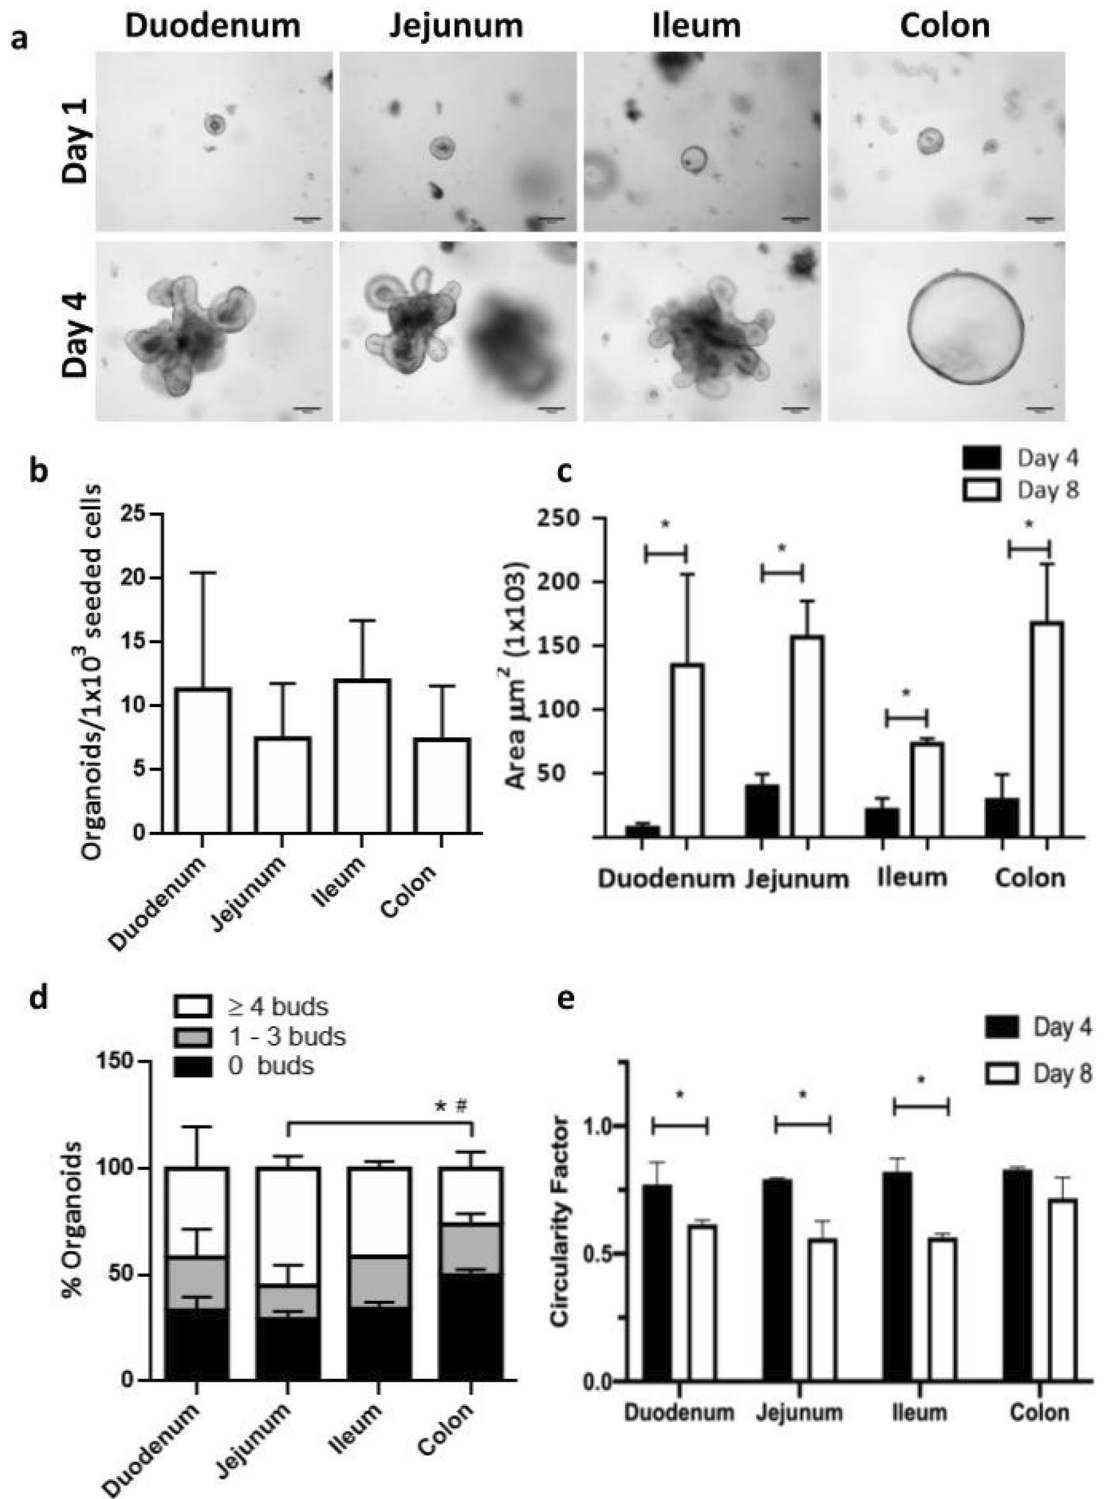 a
Duodenum
Jejunum
Ileum
Colon
Day 1
Day 4
b
Organoids/1x10³ seeded cells
25
20
15
10
5
0
Duodenum
Jejunum
Ileum
Colon
c
Day 4
Day 8
Area µm² (1x103)
250
200
150
100
50
*
*
*
*
Duodenum
Jejunum
Ileum
Colon
d
≥ 4 buds
1 - 3 buds
0 buds
% Organoids
150
100
50
0
* #
Duodenum
Jejunum
Ileum
Colon
e
Day 4
Day 8
Circularity Factor
1.0
0.5
0.0
*
*
*
Duodenum
Jejunum
Ileum
Colon